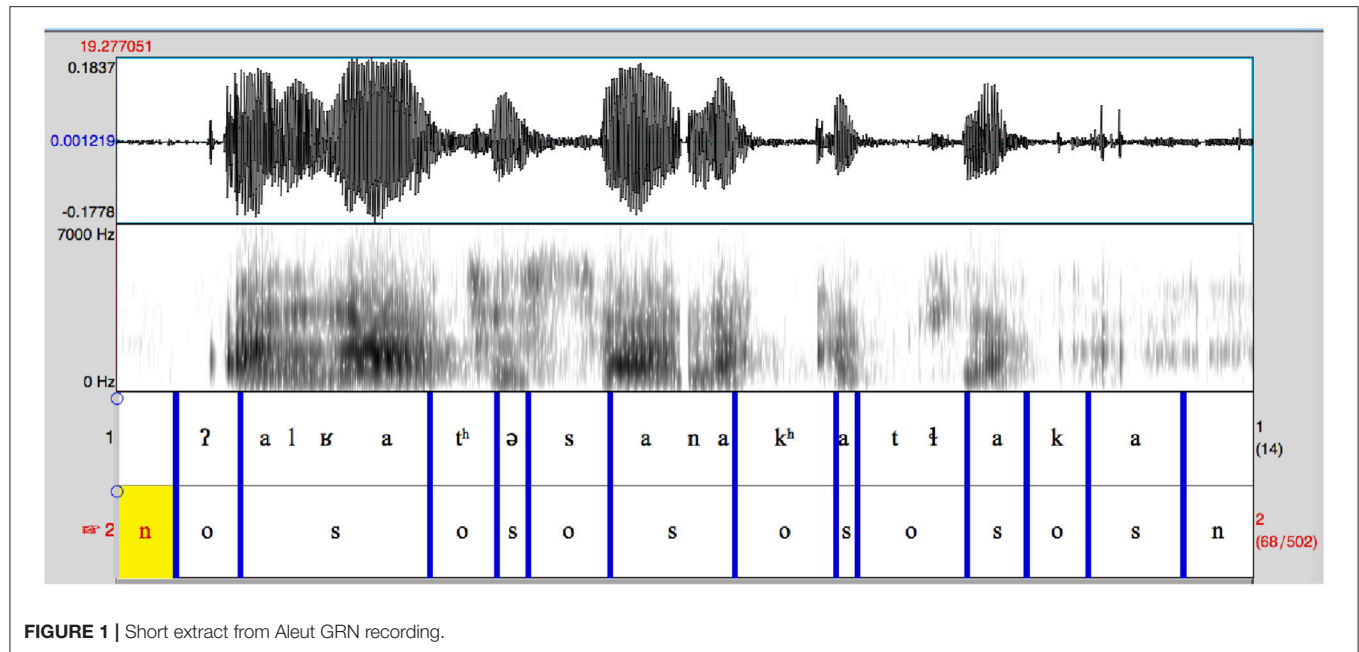 19.277051
0.1837
0.001219
-0.1778
7000 Hz
0 Hz
1 ʔ a l ʁ a tʰ ə s a n a kʰ a t ɬ a k a 1
(14)
☞ 2 n o s o s o s o s o s o s n 2
(68/502)
FIGURE 1 | Short extract from Aleut GRN recording.